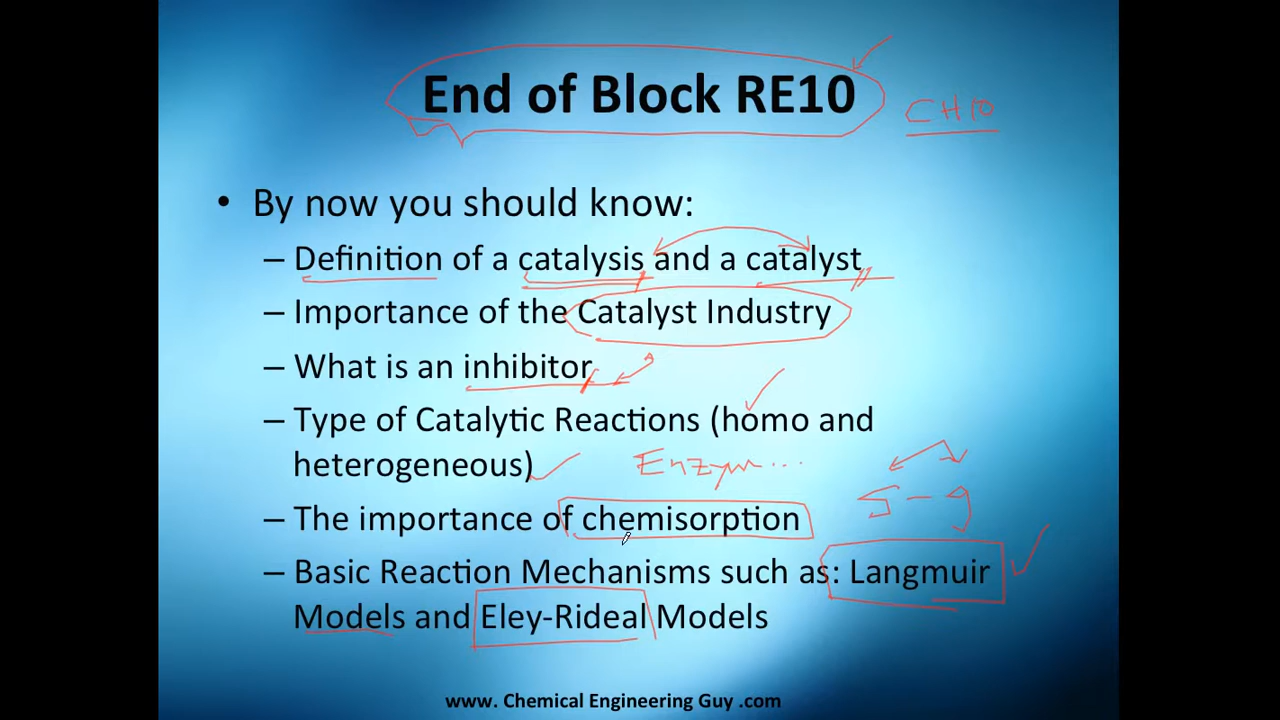 End of Block RE10
CH10
• By now you should know:
– Definition of a catalysis and a catalyst
– Importance of the Catalyst Industry
– What is an inhibitor
– Type of Catalytic Reactions (homo and
heterogeneous)
Enzym...
– The importance of chemisorption
S-g
– Basic Reaction Mechanisms such as: Langmuir
Models and Eley-Rideal Models
www. Chemical Engineering Guy .com